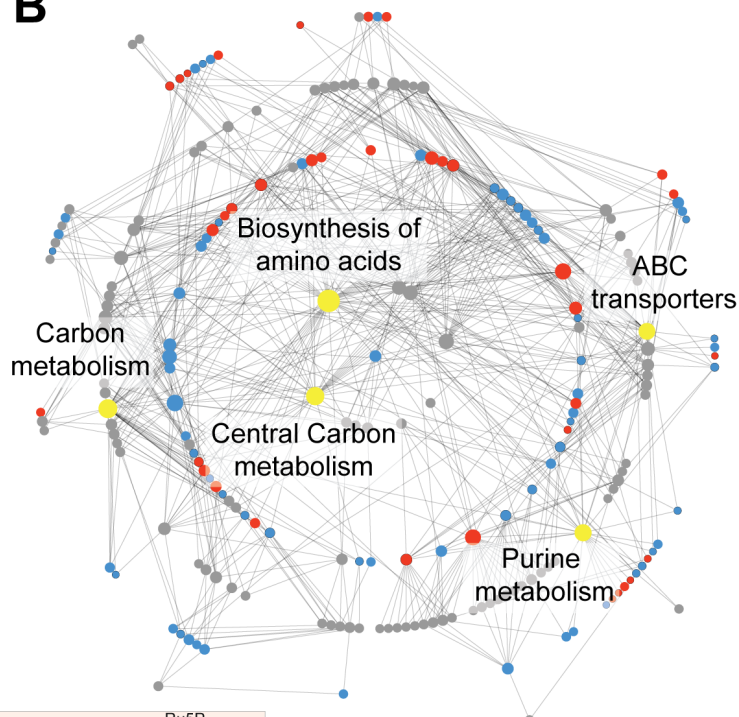 B
Biosynthesis of
amino acids
ABC
transporters
Carbon
metabolism
Central Carbon
metabolism
Purine
metabolism